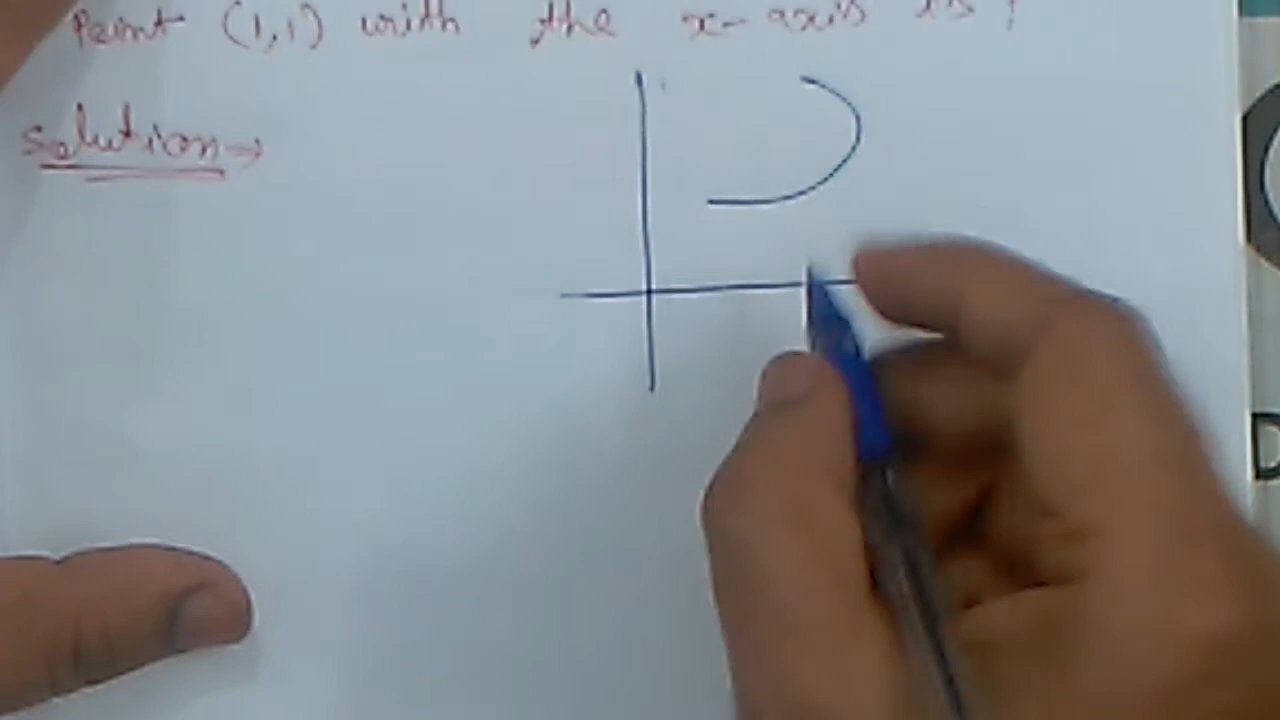 Point (1,1) with the x-axis is?
Solution→
D